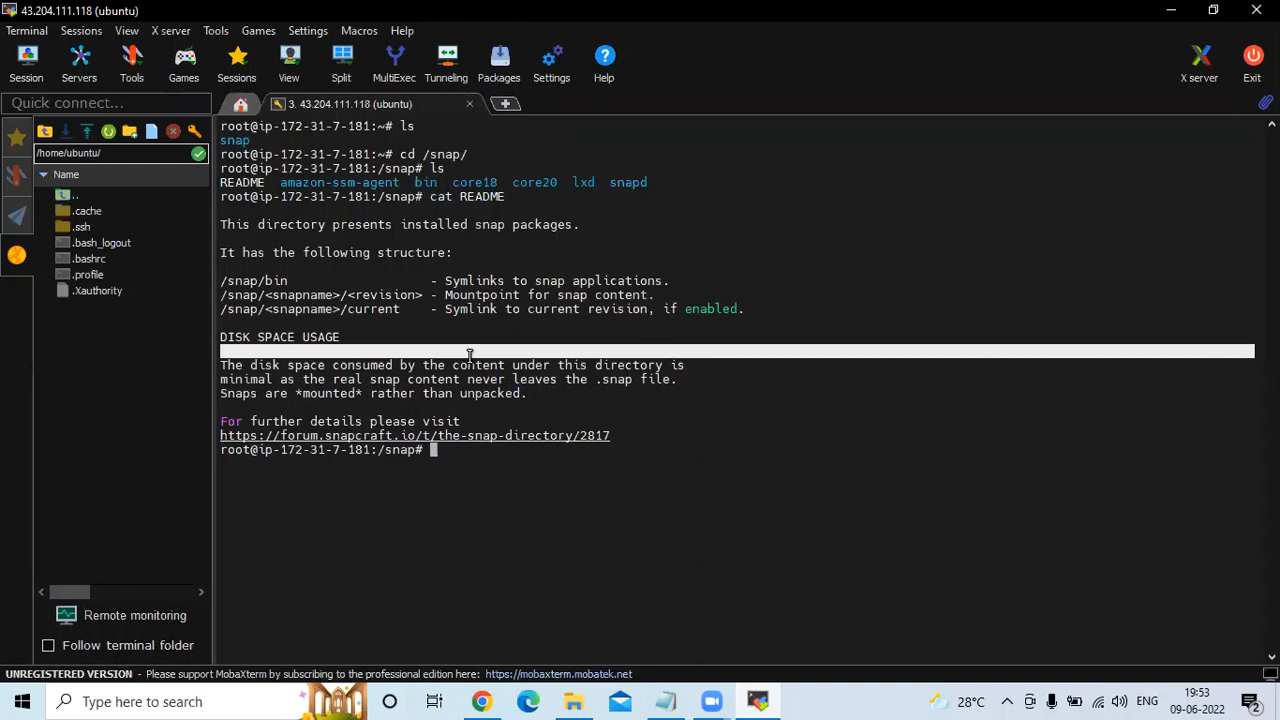 43.204.111.118 (ubuntu)
Terminal Sessions View X server Tools Games Settings Macros Help
Session Servers Tools Games Sessions View Split MultiExec Tunneling Packages Settings Help X server Exit
Quick connect...
3. 43.204.111.118 (ubuntu)
/home/ubuntu/
Name
..
.cache
.ssh
.bash_logout
.bashrc
.profile
.Xauthority
Remote monitoring
Follow terminal folder
root@ip-172-31-7-181:~# ls
snap
root@ip-172-31-7-181:~# cd /snap/
root@ip-172-31-7-181:/snap# ls
README amazon-ssm-agent bin core18 core20 lxd snapd
root@ip-172-31-7-181:/snap# cat README
This directory presents installed snap packages.
It has the following structure:
/snap/bin - Symlinks to snap applications.
/snap/<snapname>/<revision> - Mountpoint for snap content.
/snap/<snapname>/current - Symlink to current revision, if enabled.
DISK SPACE USAGE
The disk space consumed by the content under this directory is
minimal as the real snap content never leaves the .snap file.
Snaps are *mounted* rather than unpacked.
For further details please visit
https://forum.snapcraft.io/t/the-snap-directory/2817
root@ip-172-31-7-181:/snap#
UNREGISTERED VERSION - Please support MobaXterm by subscribing to the professional edition here: https://mobaxterm.mobatek.net
Type here to search
28°C
ENG
19:53
09-06-2022
2